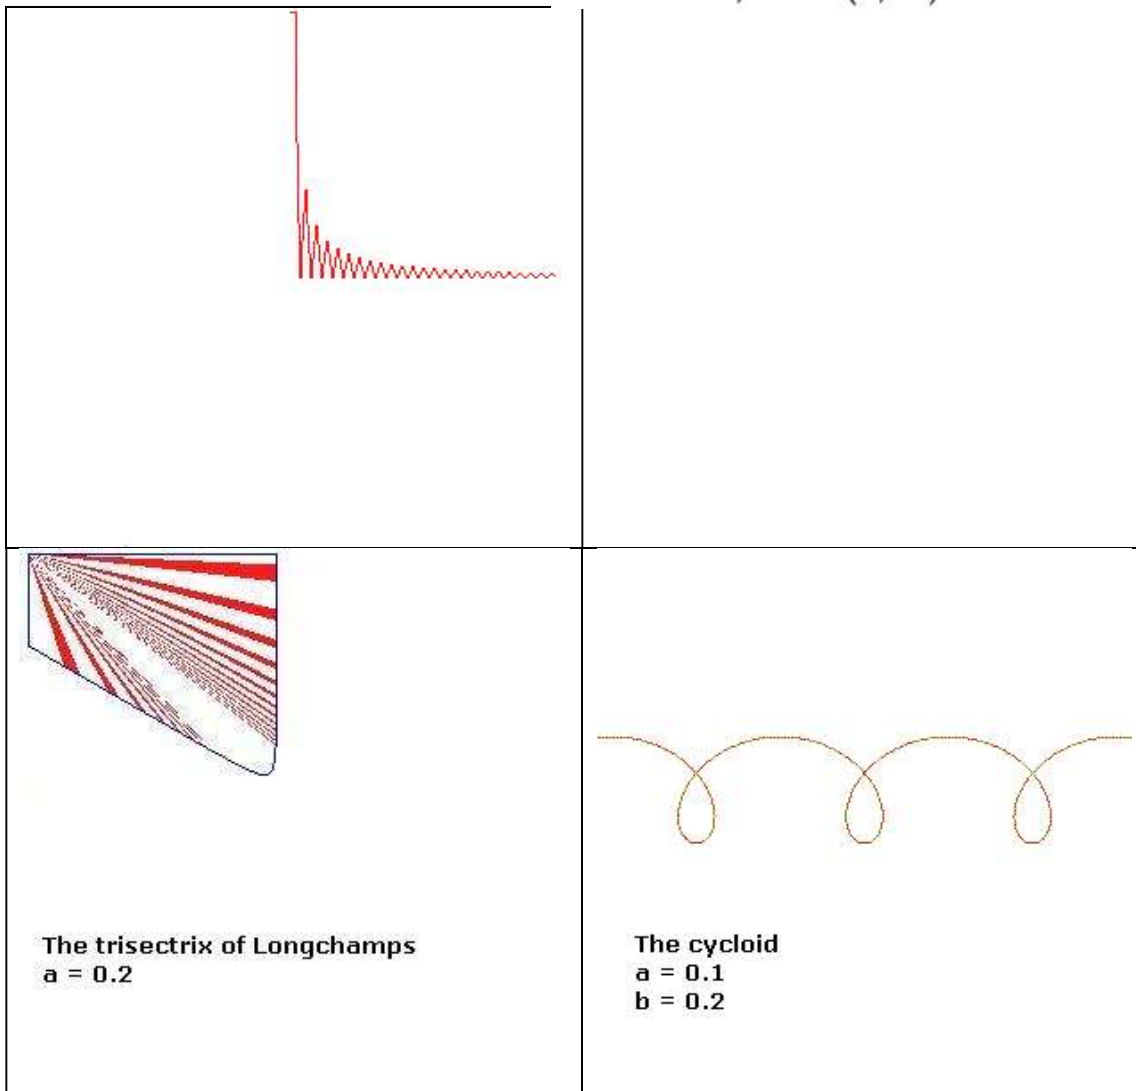 The trisectrix of Longchamps
a = 0.2
The cycloid
a = 0.1
b = 0.2